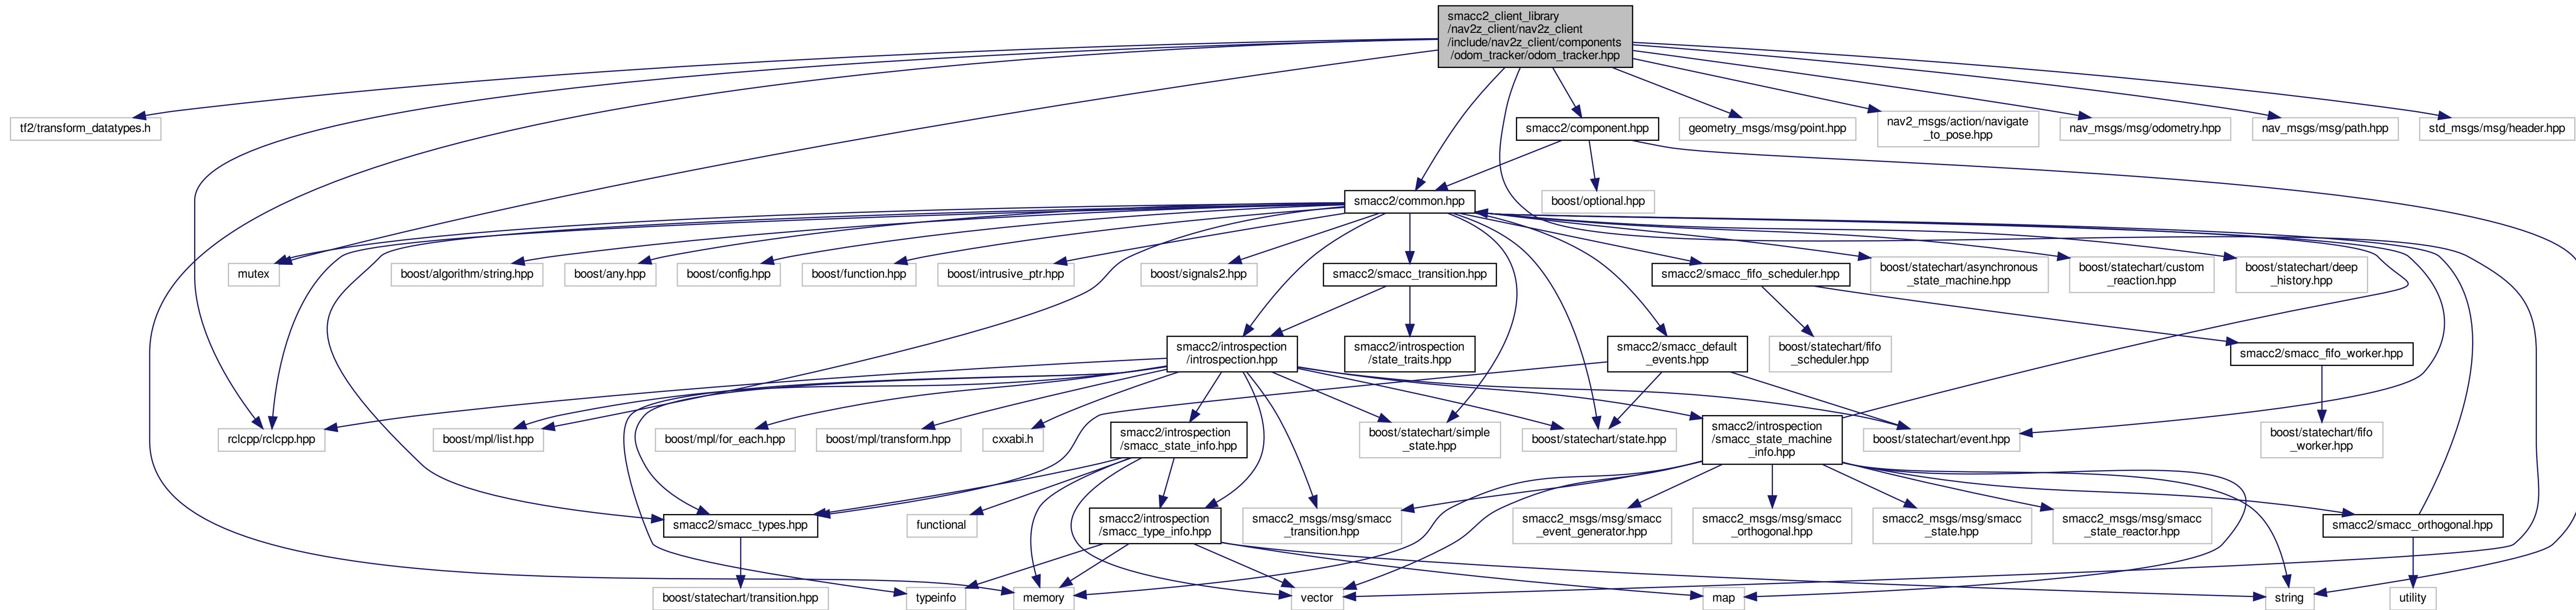 smacc2_client_library
/nav2z_client/nav2z_client
/include/nav2z_client/components
/odom_tracker/odom_tracker.hpp
tf2/transform_datatypes.h
smacc2/component.hpp
geometry_msgs/msg/point.hpp
nav2_msgs/action/navigate
_to_pose.hpp
nav_msgs/msg/odometry.hpp
nav_msgs/msg/path.hpp
std_msgs/msg/header.hpp
smacc2/common.hpp
boost/optional.hpp
mutex
boost/algorithm/string.hpp
boost/any.hpp
boost/config.hpp
boost/function.hpp
boost/intrusive_ptr.hpp
boost/signals2.hpp
smacc2/smacc_transition.hpp
smacc2/smacc_fifo_scheduler.hpp
boost/statechart/asynchronous
_state_machine.hpp
boost/statechart/custom
_reaction.hpp
boost/statechart/deep
_history.hpp
smacc2/introspection
/introspection.hpp
smacc2/introspection
/state_traits.hpp
smacc2/smacc_default
_events.hpp
boost/statechart/fifo
_scheduler.hpp
smacc2/smacc_fifo_worker.hpp
rclcpp/rclcpp.hpp
boost/mpl/list.hpp
boost/mpl/for_each.hpp
boost/mpl/transform.hpp
cxxabi.h
smacc2/introspection
/smacc_state_info.hpp
boost/statechart/simple
_state.hpp
boost/statechart/state.hpp
smacc2/introspection
/smacc_state_machine
_info.hpp
boost/statechart/event.hpp
boost/statechart/fifo
_worker.hpp
smacc2/smacc_types.hpp
functional
smacc2/introspection
/smacc_type_info.hpp
smacc2_msgs/msg/smacc
_transition.hpp
smacc2_msgs/msg/smacc
_event_generator.hpp
smacc2_msgs/msg/smacc
_orthogonal.hpp
smacc2_msgs/msg/smacc
_state.hpp
smacc2_msgs/msg/smacc
_state_reactor.hpp
smacc2/smacc_orthogonal.hpp
boost/statechart/transition.hpp
typeinfo
memory
vector
map
string
utility